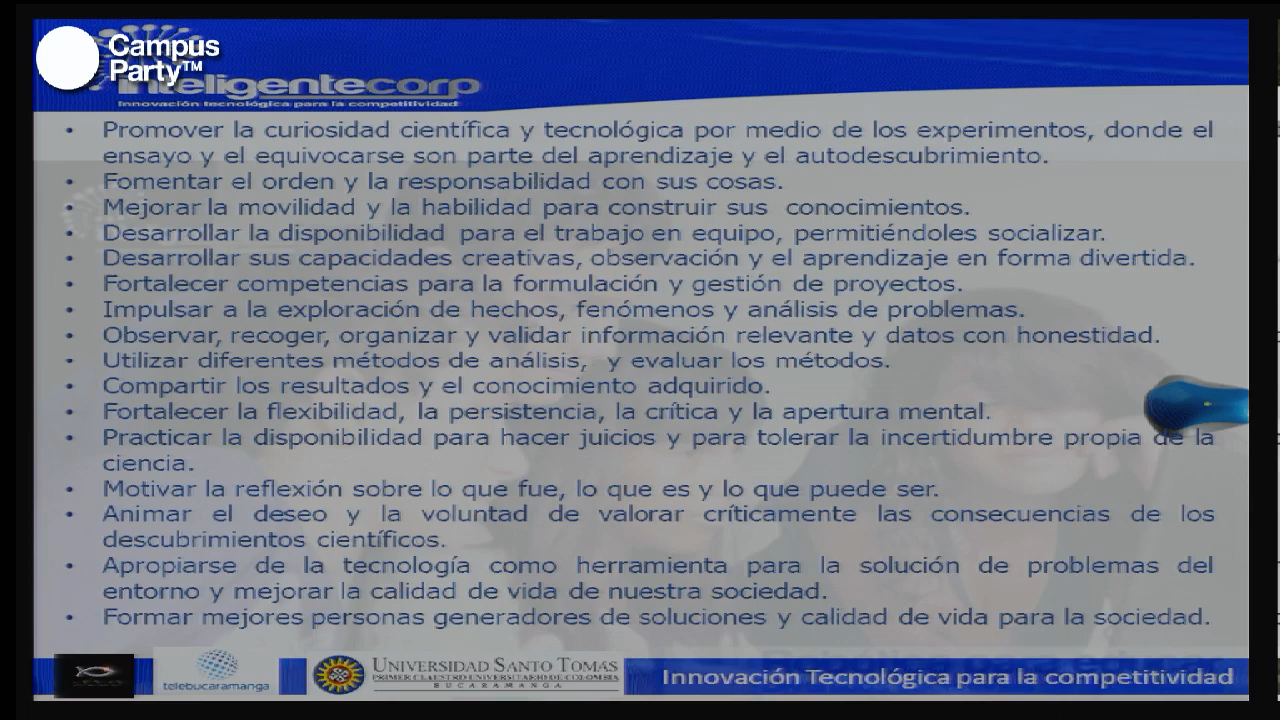 Campus
Party™
inteligentecorp
Innovación tecnológica para la competitividad
• Promover la curiosidad científica y tecnológica por medio de los experimentos, donde el
ensayo y el equivocarse son parte del aprendizaje y el autodescubrimiento.
• Fomentar el orden y la responsabilidad con sus cosas.
• Mejorar la movilidad y la habilidad para construir sus conocimientos.
• Desarrollar la disponibilidad para el trabajo en equipo, permitiéndoles socializar.
• Desarrollar sus capacidades creativas, observación y el aprendizaje en forma divertida.
• Fortalecer competencias para la formulación y gestión de proyectos.
• Impulsar a la exploración de hechos, fenómenos y análisis de problemas.
• Observar, recoger, organizar y validar información relevante y datos con honestidad.
• Utilizar diferentes métodos de análisis, y evaluar los métodos.
• Compartir los resultados y el conocimiento adquirido.
• Fortalecer la flexibilidad, la persistencia, la crítica y la apertura mental.
• Practicar la disponibilidad para hacer juicios y para tolerar la incertidumbre propia de la
ciencia.
• Motivar la reflexión sobre lo que fue, lo que es y lo que puede ser.
• Animar el deseo y la voluntad de valorar críticamente las consecuencias de los
descubrimientos científicos.
• Apropiarse de la tecnología como herramienta para la solución de problemas del
entorno y mejorar la calidad de vida de nuestra sociedad.
• Formar mejores personas generadores de soluciones y calidad de vida para la sociedad.
telebucaramanga
UNIVERSIDAD SANTO TOMÁS
PRIMER CLAUSTRO UNIVERSITARIO DE COLOMBIA
BUCARAMANGA
Innovación Tecnológica para la competitividad